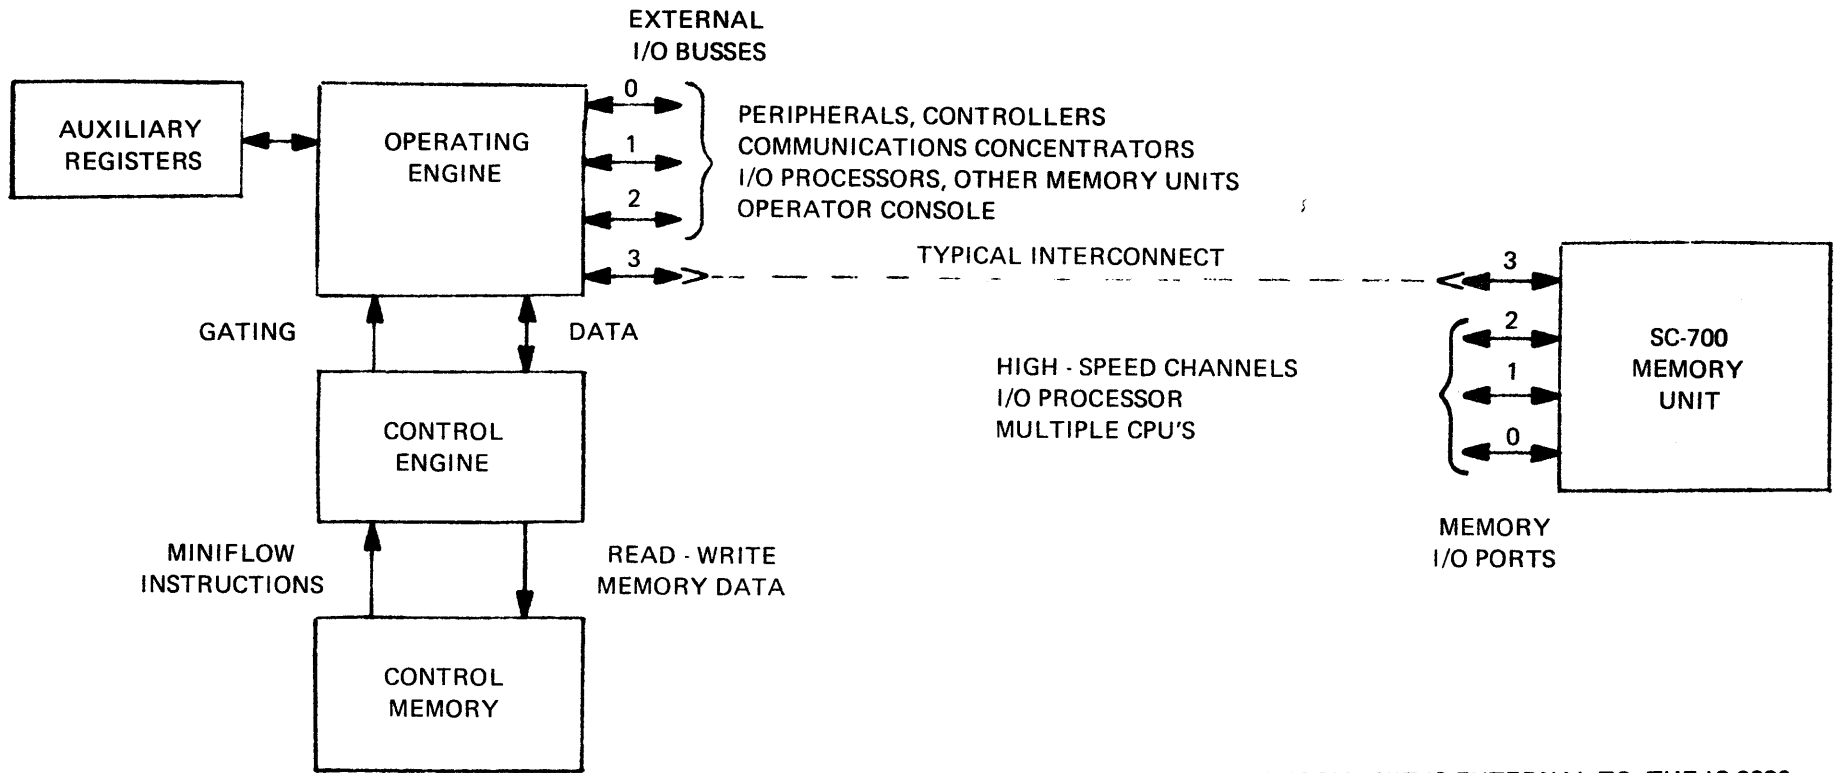 EXTERNAL
I/O BUSSES
AUXILIARY
REGISTERS
OPERATING
ENGINE
0
1
2
3
PERIPHERALS, CONTROLLERS
COMMUNICATIONS CONCENTRATORS
I/O PROCESSORS, OTHER MEMORY UNITS
OPERATOR CONSOLE
TYPICAL INTERCONNECT
3
2
1
0
SC-700
MEMORY
UNIT
GATING
DATA
HIGH - SPEED CHANNELS
I/O PROCESSOR
MULTIPLE CPU'S
CONTROL
ENGINE
MEMORY
I/O PORTS
MINIFLOW
INSTRUCTIONS
READ - WRITE
MEMORY DATA
CONTROL
MEMORY